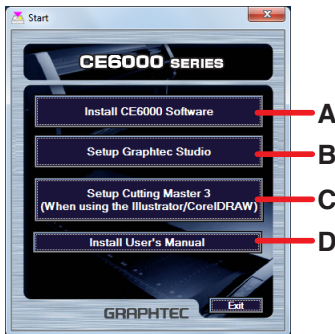 Start
CE6000 SERIES
Install CE6000 Software
A
Setup Graphtec Studio
B
Setup Cutting Master 3
(When using the Illustrator/CorelDRAW)
C
Install User's Manual
D
GRAPHTEC
Exit